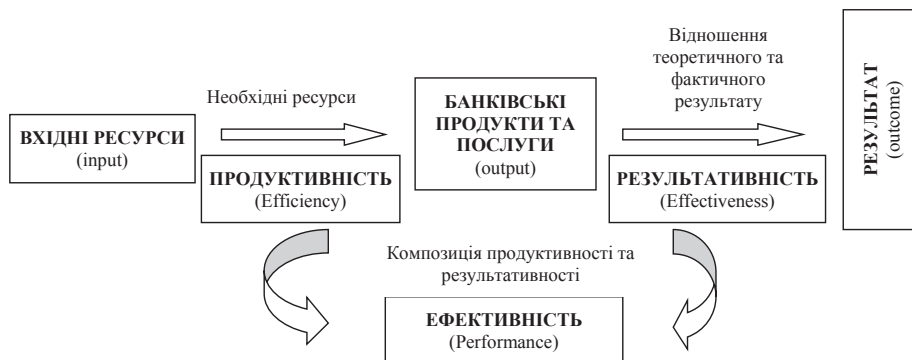 Необхідні ресурси
ВХІДНІ РЕСУРСИ
(input)
ПРОДУКТИВНІСТЬ
(Efficiency)
БАНКІВСЬКІ
ПРОДУКТИ ТА
ПОСЛУГИ
(output)
Відношення
теоретичного та
фактичного
результату
РЕЗУЛЬТАТИВНІСТЬ
(Effectiveness)
РЕЗУЛЬТАТ
(outcome)
Композиція продуктивності та
результативності
ЕФЕКТИВНІСТЬ
(Performance)